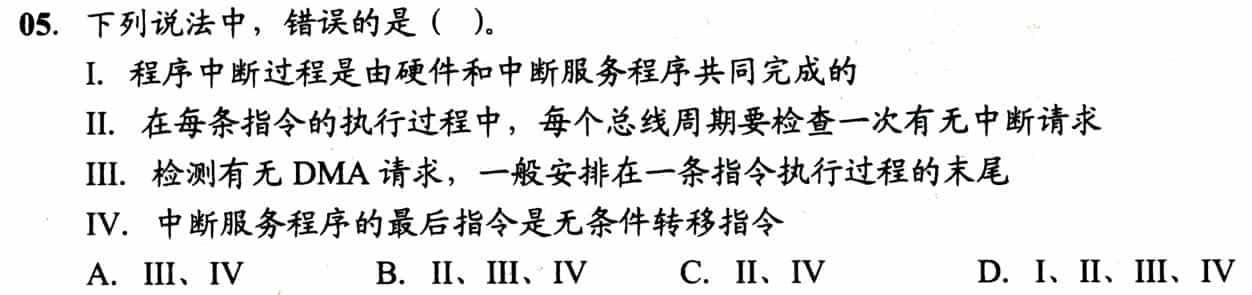 05. 下列说法中，错误的是（ ）。
I. 程序中断过程是由硬件和中断服务程序共同完成的
II. 在每条指令的执行过程中，每个总线周期要检查一次有无中断请求
III. 检测有无 DMA 请求，一般安排在一条指令执行过程的末尾
IV. 中断服务程序的最后指令是无条件转移指令
A. III、IV B. II、III、IV C. II、IV D. I、II、III、IV